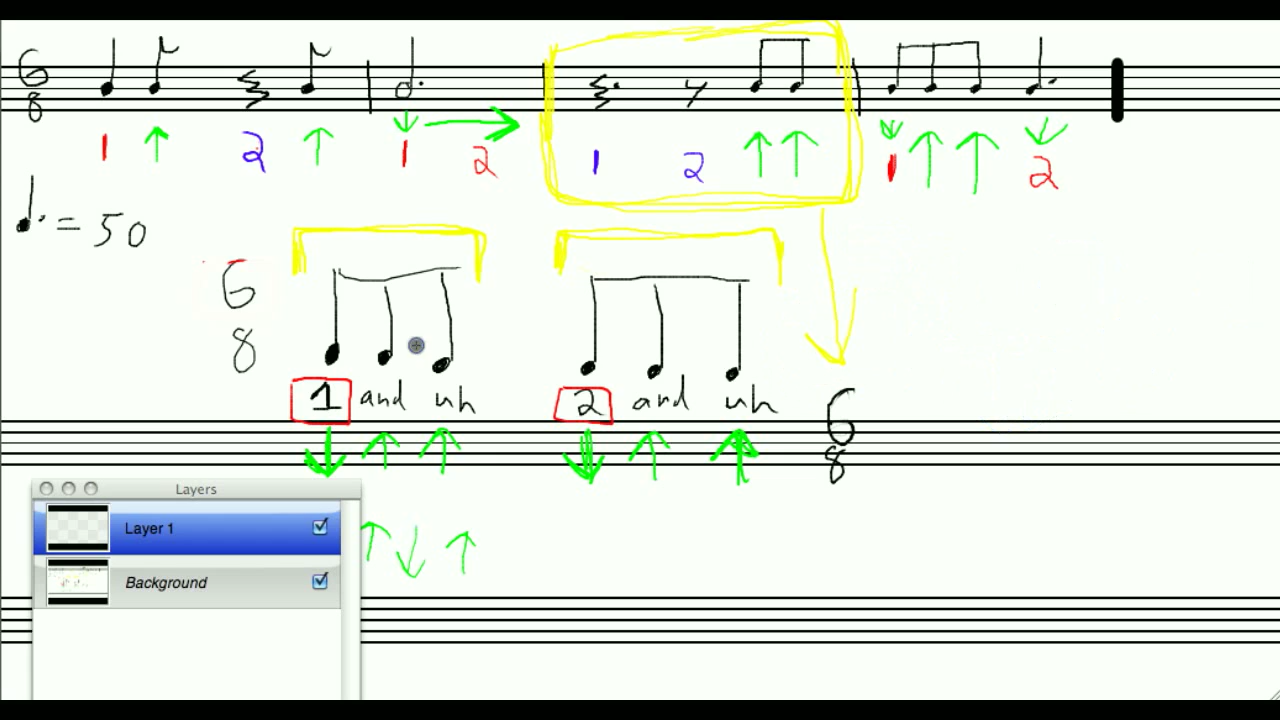 6
8
1 2 1 2 1 2 1 2
= 50
6
8
1 and uh 2 and uh
6
8
Layers
Layer 1
Background